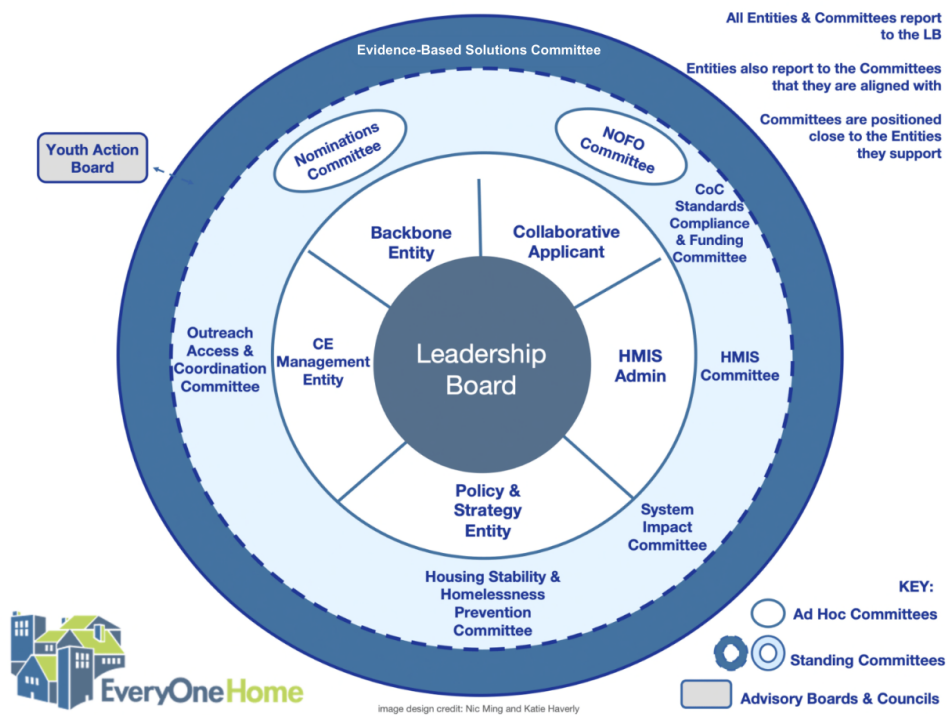 All Entities & Committees report
to the LB
Entities also report to the Committees
that they are aligned with
Committees are positioned
close to the Entities
they support
Evidence-Based Solutions Committee
Youth Action
Board
Nominations
Committee
NOFO
Committee
CoC
Standards
Compliance
& Funding
Committee
Backbone
Entity
Collaborative
Applicant
Outreach
Access &
Coordination
Committee
CE
Management
Entity
Leadership
Board
HMIS
Admin
HMIS
Committee
Policy &
Strategy
Entity
System
Impact
Committee
Housing Stability &
Homelessness
Prevention
Committee
KEY:
Ad Hoc Committees
Standing Committees
Advisory Boards & Councils
EveryOneHome
image design credit: Nic Ming and Katie Haverly